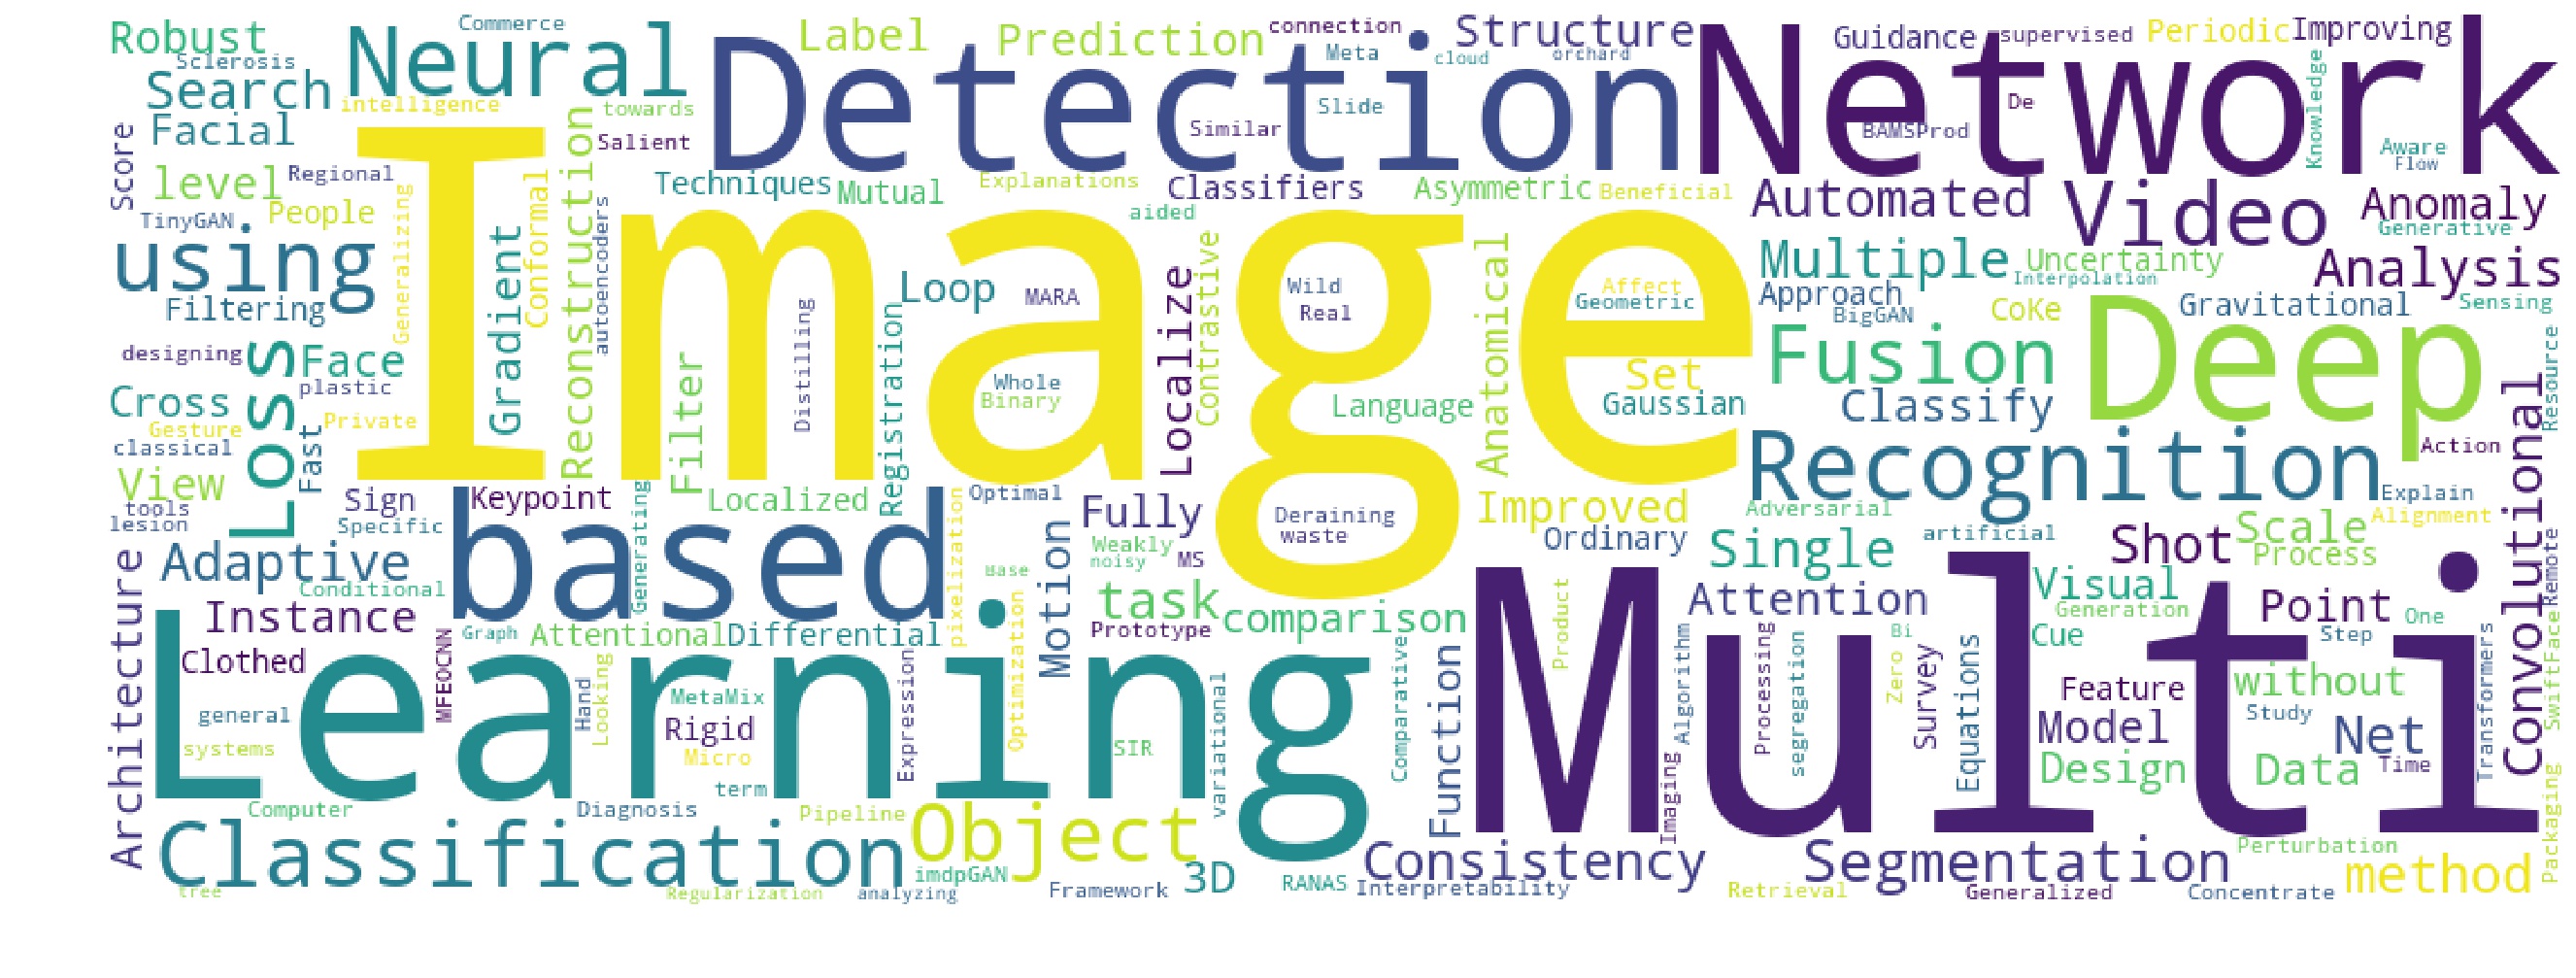 Robust
Sclerosis
Search
Facial
Neural
Commerce
intelligence
Detection
Label
Prediction
connection
Meta
cloud
Structure
orchard
Network
Guidance
supervised
Periodic
Improving
De
BAMSProd
Knowledge
Aware
Flow
towards
Salient
Similar
Slide
Score
level
Regional
TinyGAN
People
Generalizing
using
Filtering
Image
Gradient
Conformal
Reconstruction
autoencoders
Techniques
Mutual
Explanations
Classifiers
aided
Asymmetric
Beneficial
Automated
Video
Anomaly
Generative
Multiple
Uncertainty
Interpolation
Analysis
Approach
BigGAN
CoKe
Gravitational
Sensing
Loop
MARA
Localize
Contrastive
Wild
Real
Anatomical
Affect
Geometric
designing
Loss
Face
plastic
Cross
Gesture
Private
classical
Fast
Filter
Distilling
Registration
Whole
Binary
Language
Set
Gaussian
Fusion
Deep
Classify
Resource
Recognition
Action
Convolutional
View
tools
lesion
Sign
Specific
Keypoint
Localized
Generating
Optimal
Fully
Deraining
waste
Improved
Ordinary
Adversarial
artificial
Explain
Alignment
Adaptive
Conditional
based
pixelization
Base
Motion
Weakly
noisy
MS
Single
Shot
Scale
Process
Remote
Architecture
Instance
Clothed
MFEOCNN
Graph
Attentional
Differential
task
Prototype
comparison
Multi
Product
Attention
Visual
Generation
Cue
Point
Step
One
Learning
general
systems
Hand
Looking
MetaMix
Rigid
Micro
term
Expression
Optimization
SIR
variational
Comparative
Function
Algorithm
Imaging
Processing
segregation
Zero
Bi
Survey
Equations
Feature
Model
Design
without
Study
Net
Data
Time
Transformers
SwiftFace
Packaging
Computer
Diagnosis
Pipeline
Classification
Object
imdpGAN
tree
Regularization
analyzing
Framework
3D
RANAS
Consistency
Interpretability
Segmentation
Retrieval
Generalized
Perturbation
Concentrate
method